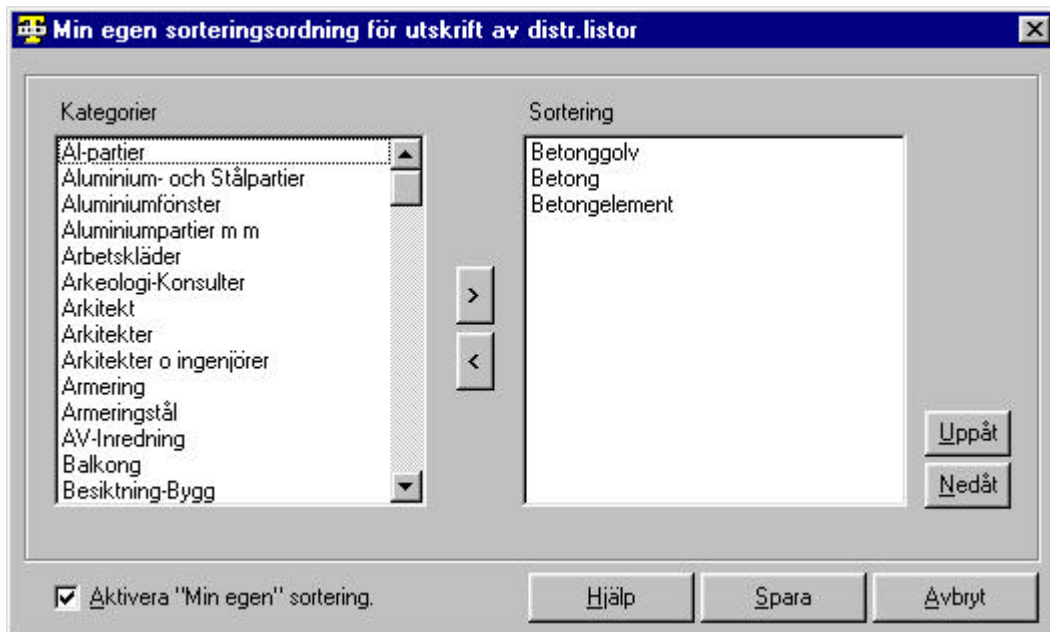 Min egen sorteringsordning för utskrift av distr.listor
Kategorier
Al-partier
Aluminium- och Stålpartier
Aluminiumfönster
Aluminiumpartier m m
Arbetskläder
Arkeologi-Konsulter
Arkitekt
Arkitekter
Arkitekter o ingenjörer
Armering
Armeringstål
AV-Inredning
Balkong
Besiktning-Bygg
>
<
Sortering
Betonggolv
Betong
Betongelement
Uppåt
Nedåt
Aktivera "Min egen" sortering.
Hjälp
Spara
Avbryt